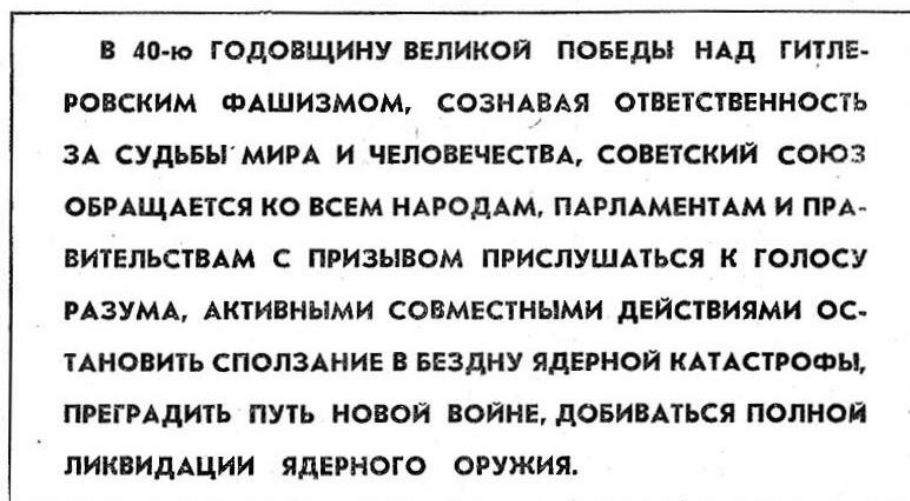 В 40-ю ГОДОВЩИНУ ВЕЛИКОЙ ПОБЕДЫ НАД ГИТЛЕ-
РОВСКИМ ФАШИЗМОМ, СОЗНАВАЯ ОТВЕТСТВЕННОСТЬ
ЗА СУДЬБЫ МИРА И ЧЕЛОВЕЧЕСТВА, СОВЕТСКИЙ СОЮЗ
ОБРАЩАЕТСЯ КО ВСЕМ НАРОДАМ, ПАРЛАМЕНТАМ И ПРА-
ВИТЕЛЬСТВАМ С ПРИЗЫВОМ ПРИСЛУШАТЬСЯ К ГОЛОСУ
РАЗУМА, АКТИВНЫМИ СОВМЕСТНЫМИ ДЕЙСТВИЯМИ ОС-
ТАНОВИТЬ СПОЛЗАНИЕ В БЕЗДНУ ЯДЕРНОЙ КАТАСТРОФЫ,
ПРЕГРАДИТЬ ПУТЬ НОВОЙ ВОЙНЕ, ДОБИВАТЬСЯ ПОЛНОЙ
ЛИКВИДАЦИИ ЯДЕРНОГО ОРУЖИЯ.